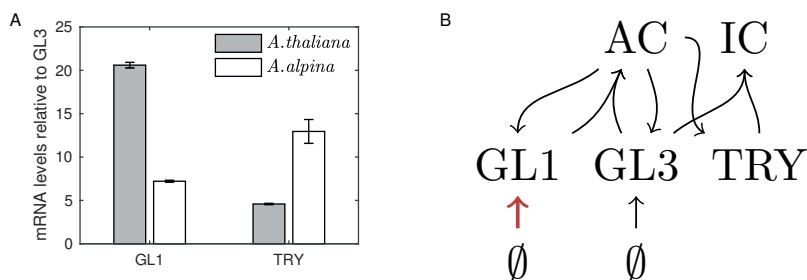 A
mRNA levels relative to GL3
25
20
15
10
5
0
A.thaliana
A.alpina
GL1
TRY
B
AC IC
GL1 GL3 TRY
∅ ∅